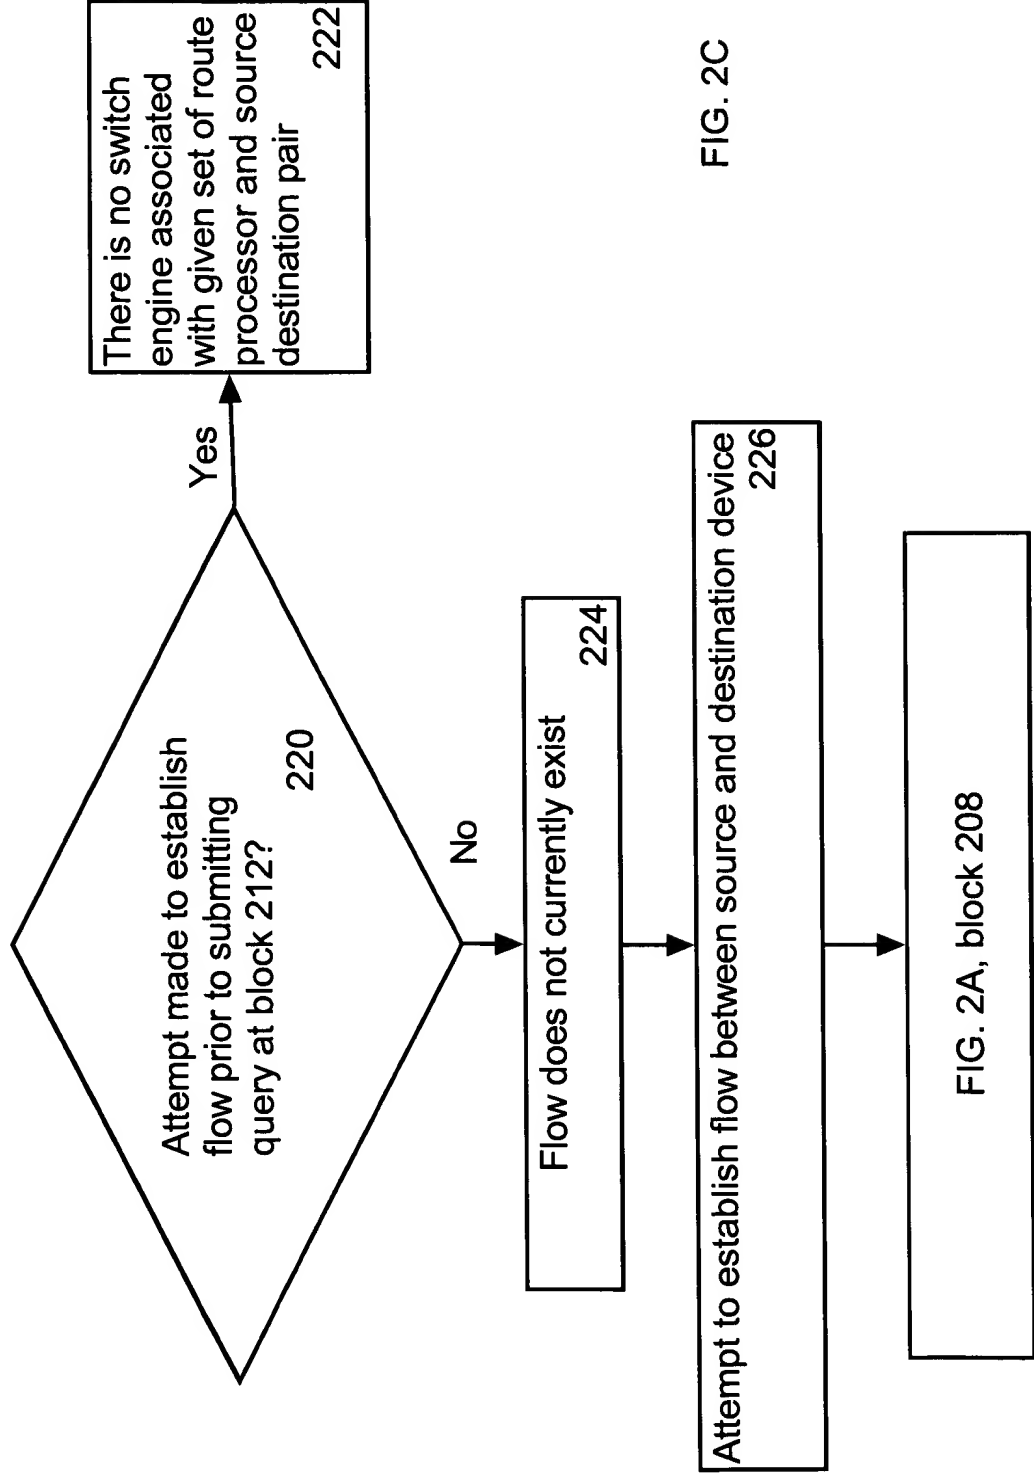 Attempt made to establish
flow prior to submitting
query at block 212?
220
Yes
There is no switch
engine associated
with given set of route
processor and source
destination pair
222
No
Flow does not currently exist
224
Attempt to establish flow between source and destination device
226
FIG. 2A, block 208
FIG. 2C